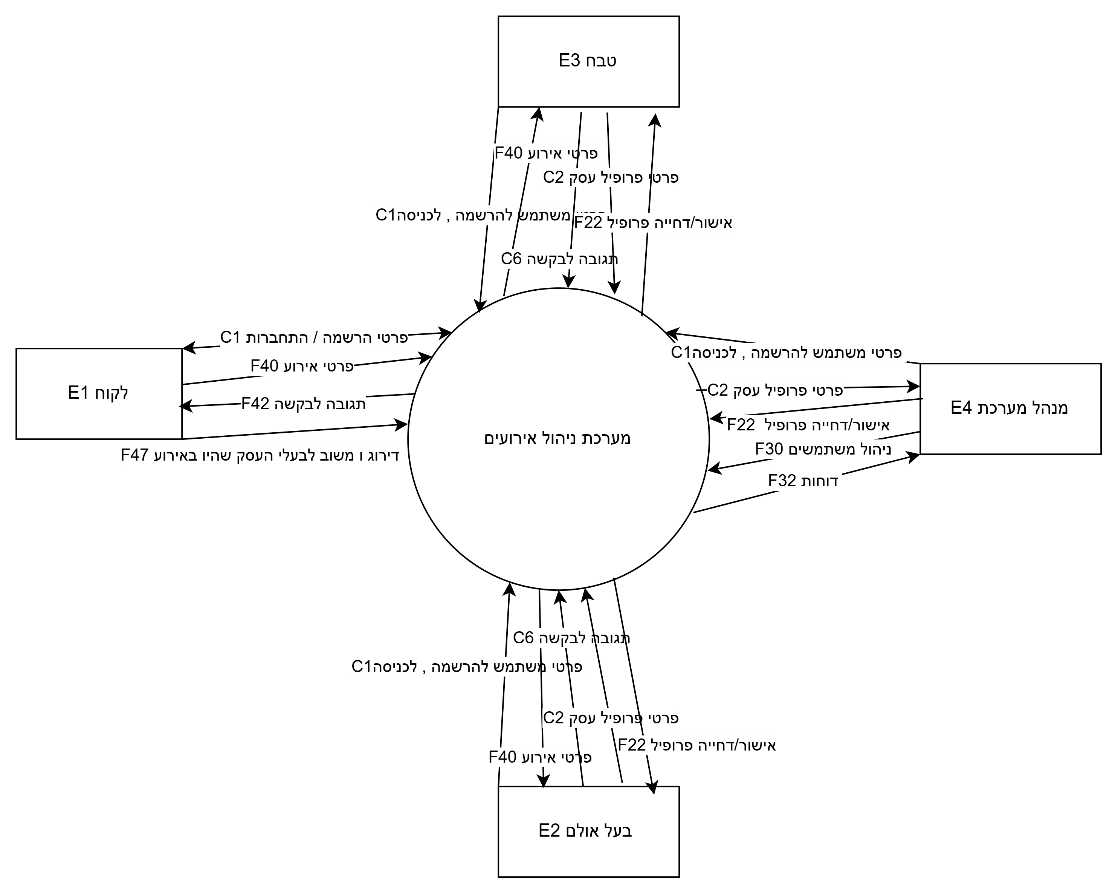 טבח E3
פרטי אירוע F40
פרטי פרופיל עסק C2
משתמש להרשמה , לכניסהC1
אישור/דחייה פרופיל F22
תגובה לבקשה C6
פרטי הרשמה / התחברות C1
פרטי אירוע F40
תגובה לבקשה F42
דירוג ו משוב לבעלי העסק שהיו באירוע F47
לקוח E1
מערכת ניהול אירועים
פרטי משתמש להרשמה , לכניסהC1
פרטי פרופיל עסק C2
אישור/דחייה פרופיל F22
ניהול משתמשים F30
דוחות F32
מנהל מערכת E4
תגובה לבקשה C6
פרטי משתמש להרשמה , לכניסהC1
פרטי פרופיל עסק C2
אישור/דחייה פרופיל F22
פרטי אירוע F40
בעל אולם E2